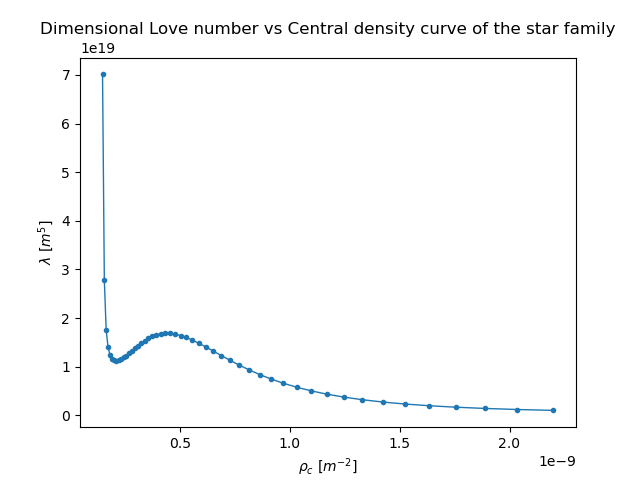 Dimensional Love number vs Central density curve of the star family
1e19
7
6
5
4
3
2
1
0
λ [m⁵]
0.5 1.0 1.5 2.0
1e−9
ρ_c [m⁻²]